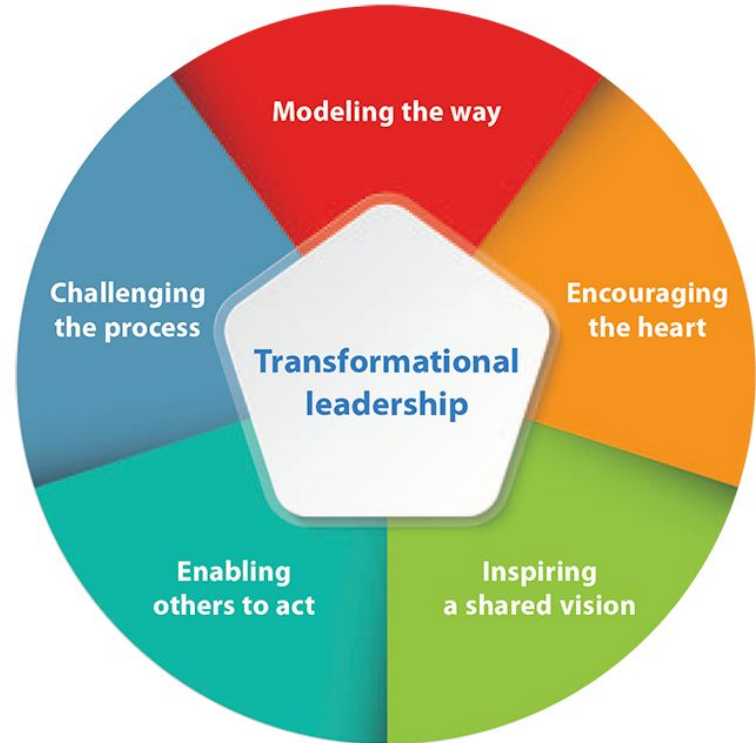 Modeling the way
Encouraging
the heart
Inspiring
a shared vision
Enabling
others to act
Challenging
the process
Transformational
leadership